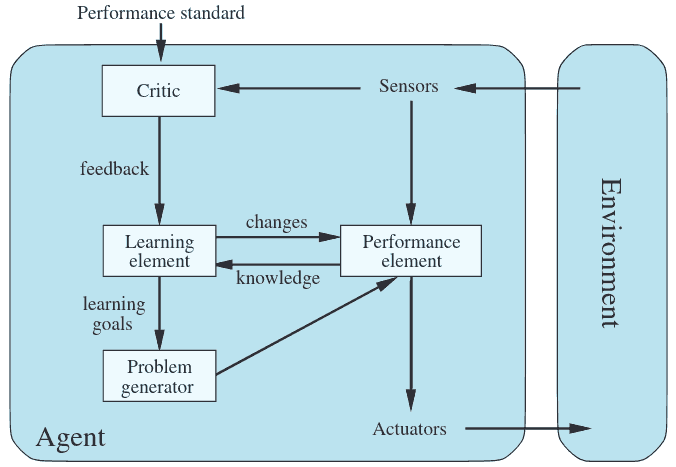 Performance standard
Critic
Sensors
feedback
changes
Learning
element
Performance
element
knowledge
learning
goals
Problem
generator
Agent
Actuators
Environment